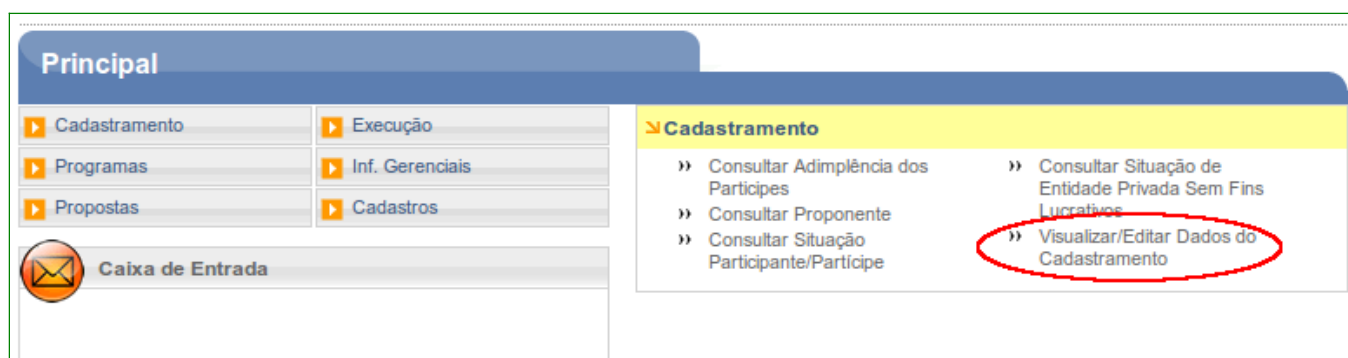 Principal
Cadastramento
Execução
Programas
Inf. Gerenciais
Propostas
Cadastros
Caixa de Entrada
Cadastramento
Consultar Adimplência dos
Participes
Consultar Proponente
Consultar Situação
Participante/Partícipe
Consultar Situação de
Entidade Privada Sem Fins
Lucrativos
Visualizar/Editar Dados do
Cadastramento